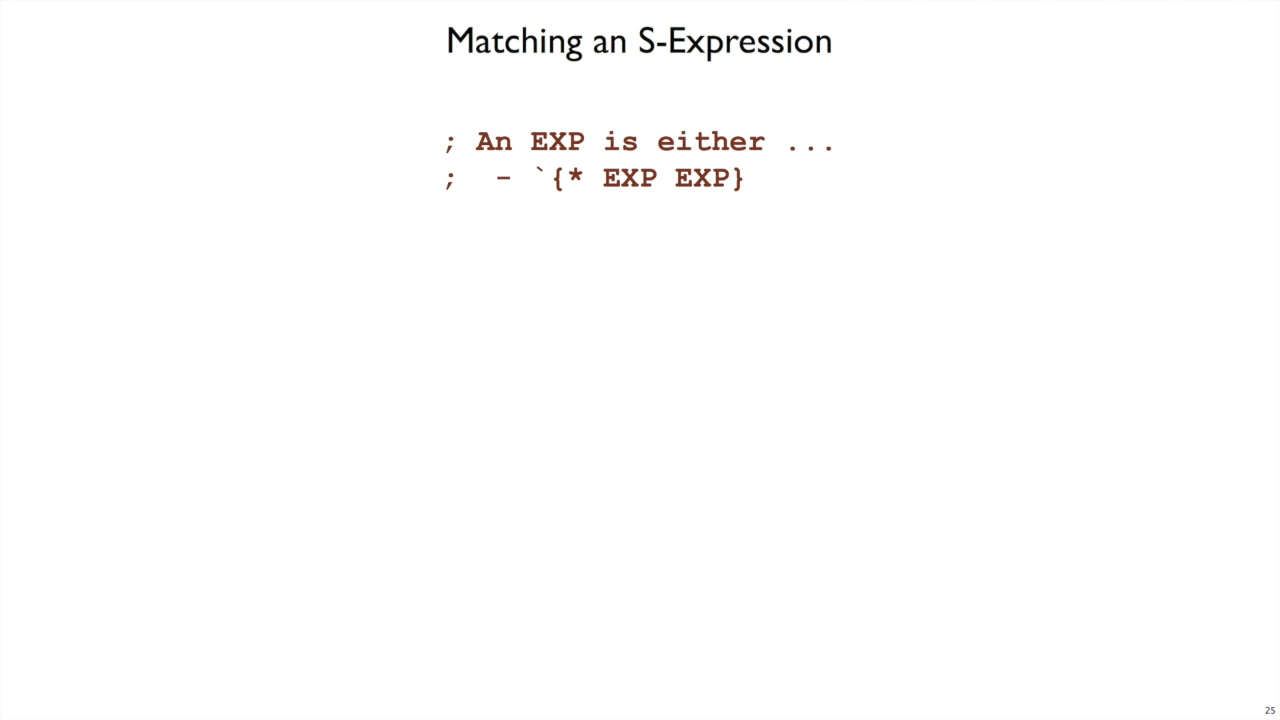 Matching an S-Expression
; An EXP is either ...
;  - `{* EXP EXP}
25